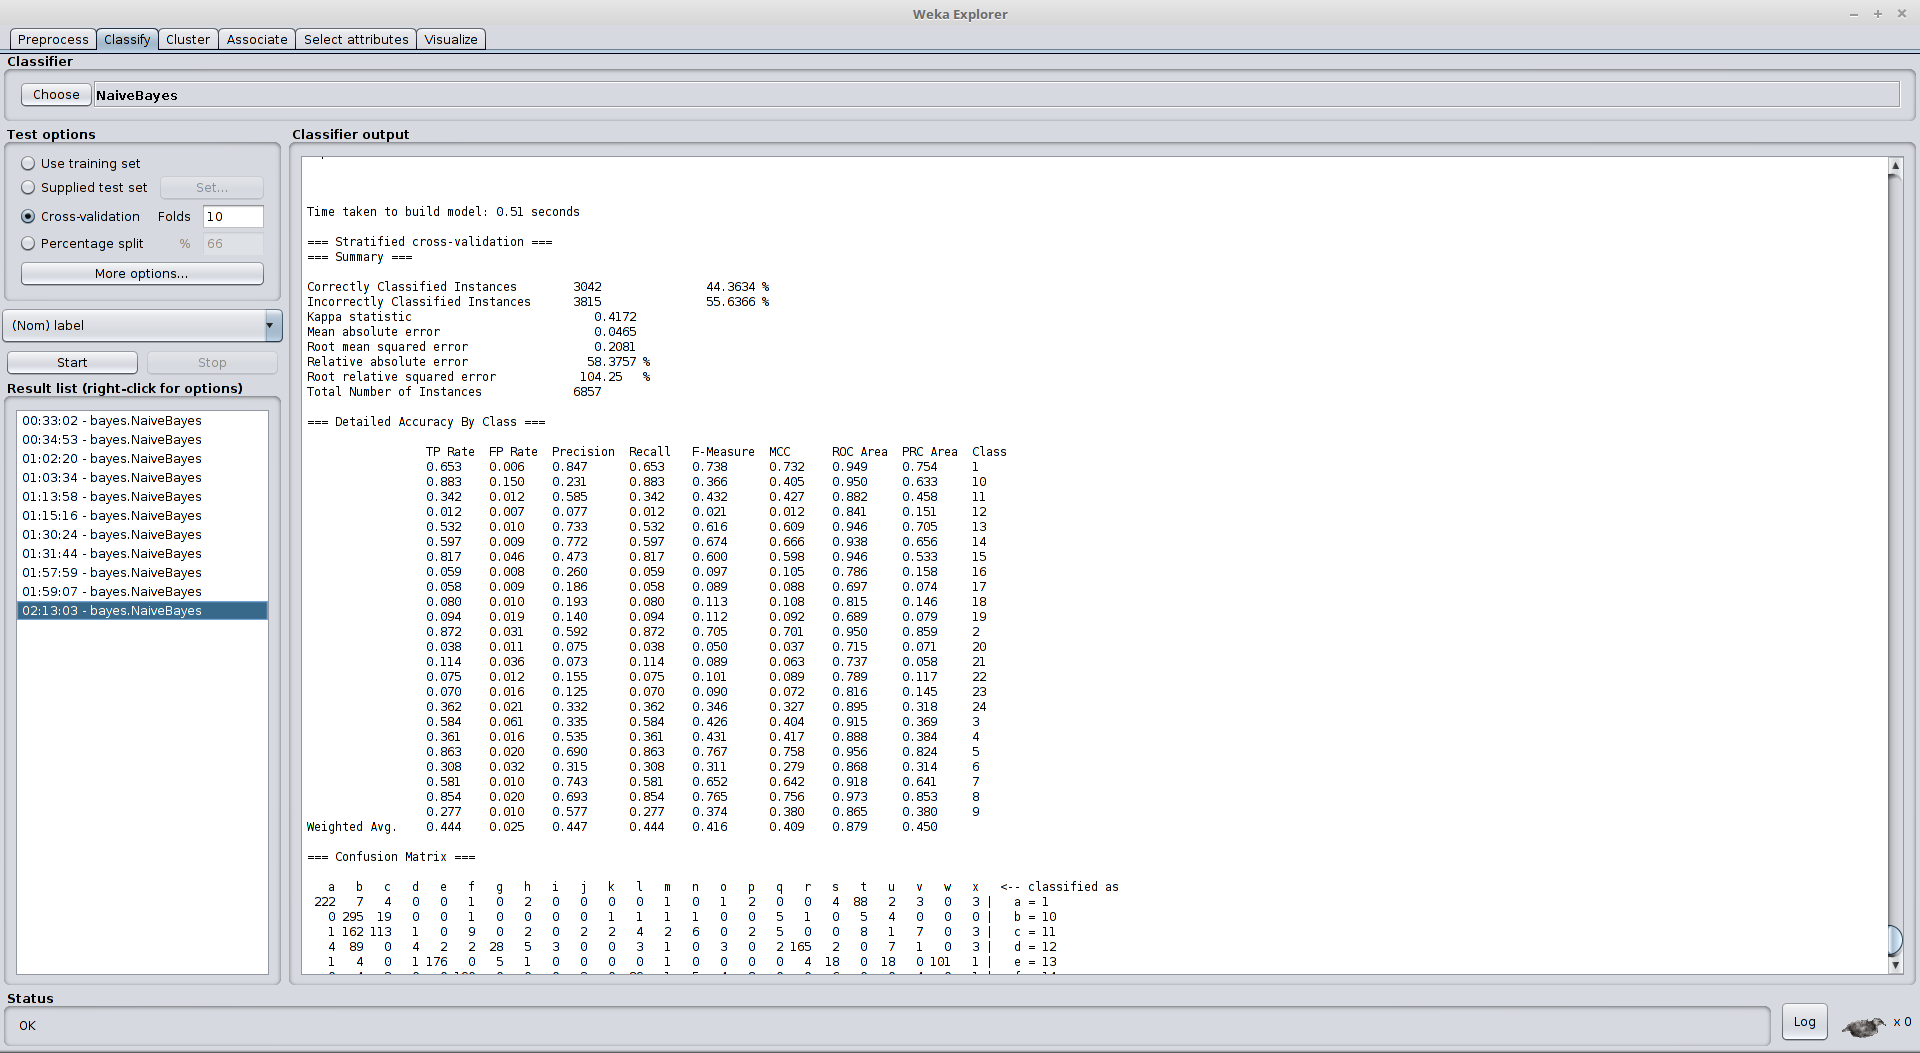 Weka Explorer
Preprocess Classify Cluster Associate Select attributes Visualize
Classifier
Choose NaiveBayes
Test options
Use training set
Supplied test set Set...
Cross-validation Folds 10
Percentage split % 66
More options...
(Nom) label
Start Stop
Result list (right-click for options)
00:33:02 - bayes.NaiveBayes
00:34:53 - bayes.NaiveBayes
01:02:20 - bayes.NaiveBayes
01:03:34 - bayes.NaiveBayes
01:13:58 - bayes.NaiveBayes
01:15:16 - bayes.NaiveBayes
01:30:24 - bayes.NaiveBayes
01:31:44 - bayes.NaiveBayes
01:57:59 - bayes.NaiveBayes
01:59:07 - bayes.NaiveBayes
02:13:03 - bayes.NaiveBayes
Classifier output
Time taken to build model: 0.51 seconds
=== Stratified cross-validation ===
=== Summary ===
Correctly Classified Instances 3042 44.3634 %
Incorrectly Classified Instances 3815 55.6366 %
Kappa statistic 0.4172
Mean absolute error 0.0465
Root mean squared error 0.2081
Relative absolute error 58.3757 %
Root relative squared error 104.25 %
Total Number of Instances 6857
=== Detailed Accuracy By Class ===
TP Rate FP Rate Precision Recall F-Measure MCC ROC Area PRC Area Class
0.653 0.006 0.847 0.653 0.738 0.732 0.949 0.754 1
0.883 0.150 0.231 0.883 0.366 0.405 0.950 0.633 10
0.342 0.012 0.585 0.342 0.432 0.427 0.882 0.458 11
0.012 0.007 0.077 0.012 0.021 0.012 0.841 0.151 12
0.532 0.010 0.733 0.532 0.616 0.609 0.946 0.705 13
0.597 0.009 0.772 0.597 0.674 0.666 0.938 0.656 14
0.817 0.046 0.473 0.817 0.600 0.598 0.946 0.533 15
0.059 0.008 0.260 0.059 0.097 0.105 0.786 0.158 16
0.058 0.009 0.186 0.058 0.089 0.088 0.697 0.074 17
0.080 0.010 0.193 0.080 0.113 0.108 0.815 0.146 18
0.094 0.019 0.140 0.094 0.112 0.092 0.689 0.079 19
0.872 0.031 0.592 0.872 0.705 0.701 0.950 0.859 2
0.038 0.011 0.075 0.038 0.050 0.037 0.715 0.071 20
0.114 0.036 0.073 0.114 0.089 0.063 0.737 0.058 21
0.075 0.012 0.155 0.075 0.101 0.089 0.789 0.117 22
0.070 0.016 0.125 0.070 0.090 0.072 0.816 0.145 23
0.362 0.021 0.332 0.362 0.346 0.327 0.895 0.318 24
0.584 0.061 0.335 0.584 0.426 0.404 0.915 0.369 3
0.361 0.016 0.535 0.361 0.431 0.417 0.888 0.384 4
0.863 0.020 0.690 0.863 0.767 0.758 0.956 0.824 5
0.308 0.032 0.315 0.308 0.311 0.279 0.868 0.314 6
0.581 0.010 0.743 0.581 0.652 0.642 0.918 0.641 7
0.854 0.020 0.693 0.854 0.765 0.756 0.973 0.853 8
0.277 0.010 0.577 0.277 0.374 0.380 0.865 0.380 9
Weighted Avg. 0.444 0.025 0.447 0.444 0.416 0.409 0.879 0.450
=== Confusion Matrix ===
a b c d e f g h i j k l m n o p q r s t u v w x <-- classified as
222 7 4 0 0 1 0 2 0 0 0 0 1 0 1 2 0 0 4 88 2 3 0 3 | a = 1
0 295 19 0 0 1 0 0 0 0 1 1 1 1 0 0 5 1 0 5 4 0 0 0 | b = 10
1 162 113 1 0 9 0 2 0 2 2 4 2 6 0 2 5 0 0 8 1 7 0 3 | c = 11
4 89 0 4 2 2 28 5 3 0 0 3 1 0 3 0 2 165 2 0 7 1 0 3 | d = 12
1 4 0 1 176 0 5 1 0 0 0 0 0 0 0 0 0 4 18 0 18 0 101 1 | e = 13
Status
OK
Log
x 0